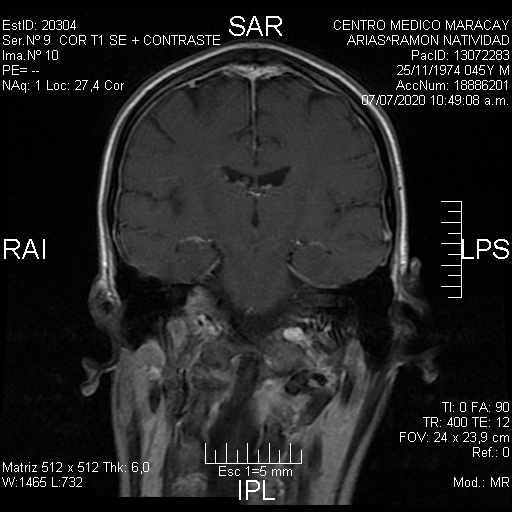 EstID: 20304
Ser.Nº 9 COR T1 SE + CONTRASTE
Ima.Nº 10
PE= --
NAq: 1 Loc: 27,4 Cor
SAR
CENTRO MEDICO MARACAY
ARIAS^RAMON NATIVIDAD
PacID: 13072283
25/11/1974 045Y M
AccNum: 18886201
07/07/2020 10:49:08 a.m.
RAI
LPS
Matriz 512 x 512 Thk: 6,0
W:1465 L:732
Esc 1=5 mm
IPL
TI: 0 FA: 90
TR: 400 TE: 12
FOV: 24 x 23,9 cm
Ref.: 0
Mod.: MR